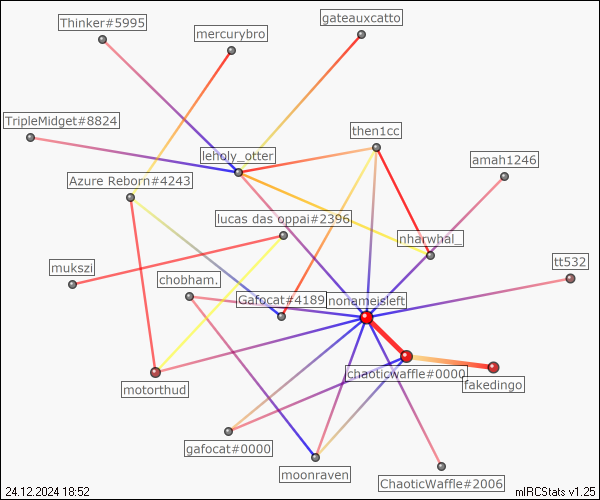 Thinker#5995
gateauxcatto
mercurybro
TripleMidget#8824
then1cc
leholy_otter
amah1246
Azure Reborn#4243
lucas das oppai#2396
nharwhal_
mukszi
tt532
chobham.
Gafocat#4189
nonameisleft
chaoticwaffle#0000
fakedingo
motorthud
gafocat#0000
moonraven
ChaoticWaffle#2006
24.12.2024 18:52
mIRCStats v1.25